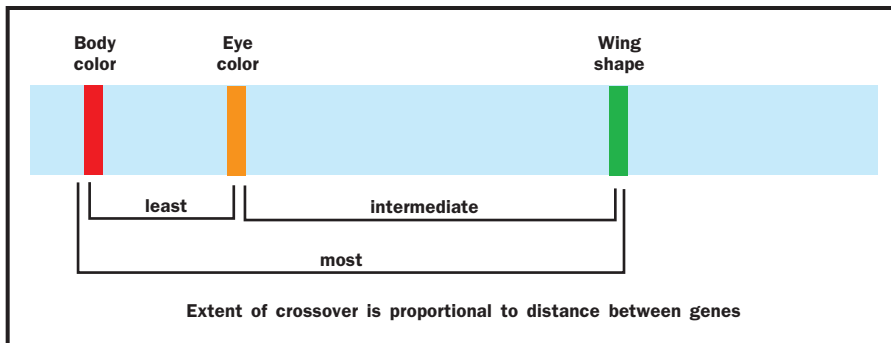 Body
color
Eye
color
Wing
shape
least
intermediate
most
Extent of crossover is proportional to distance between genes